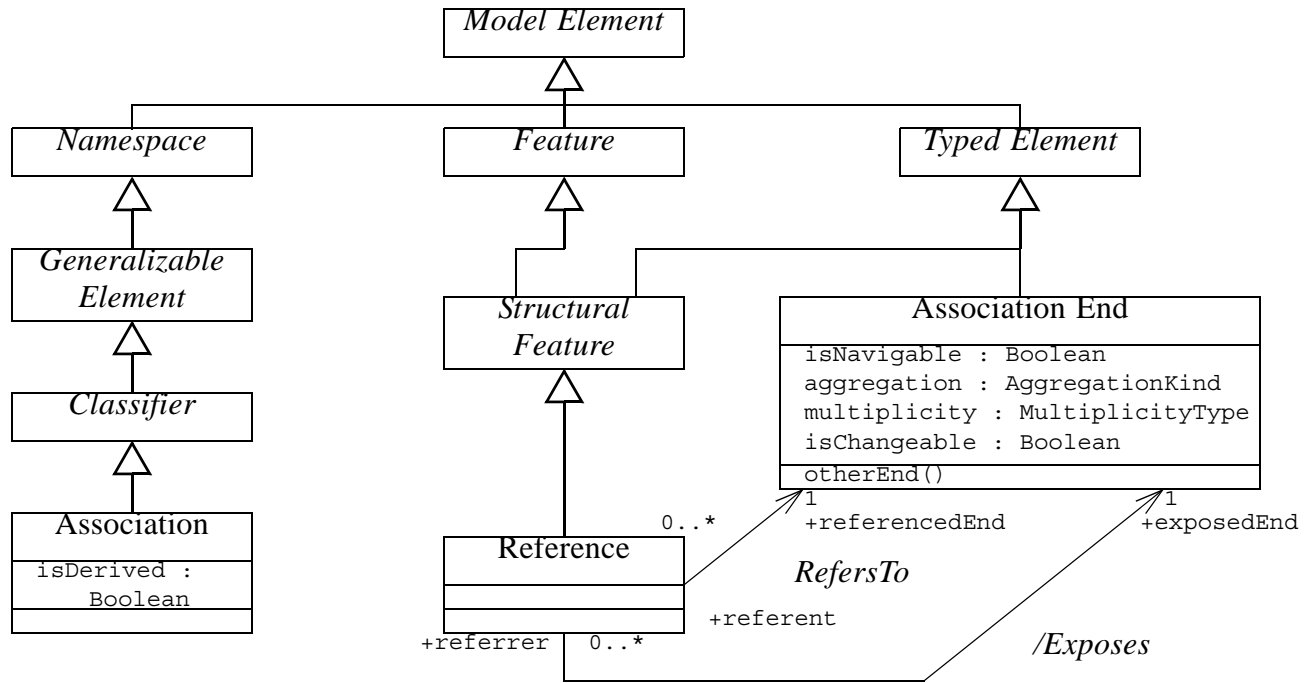 Model Element
Namespace
Feature
Typed Element
Generalizable
Element
Structural
Feature
Association End
isNavigable : Boolean
aggregation : AggregationKind
multiplicity : MultiplicityType
isChangeable : Boolean
otherEnd()
Classifier
Association
isDerived :
Boolean
Reference
0..*
1
+referencedEnd
1
+exposedEnd
RefersTo
+referent
+referrer
0..*
/Exposes